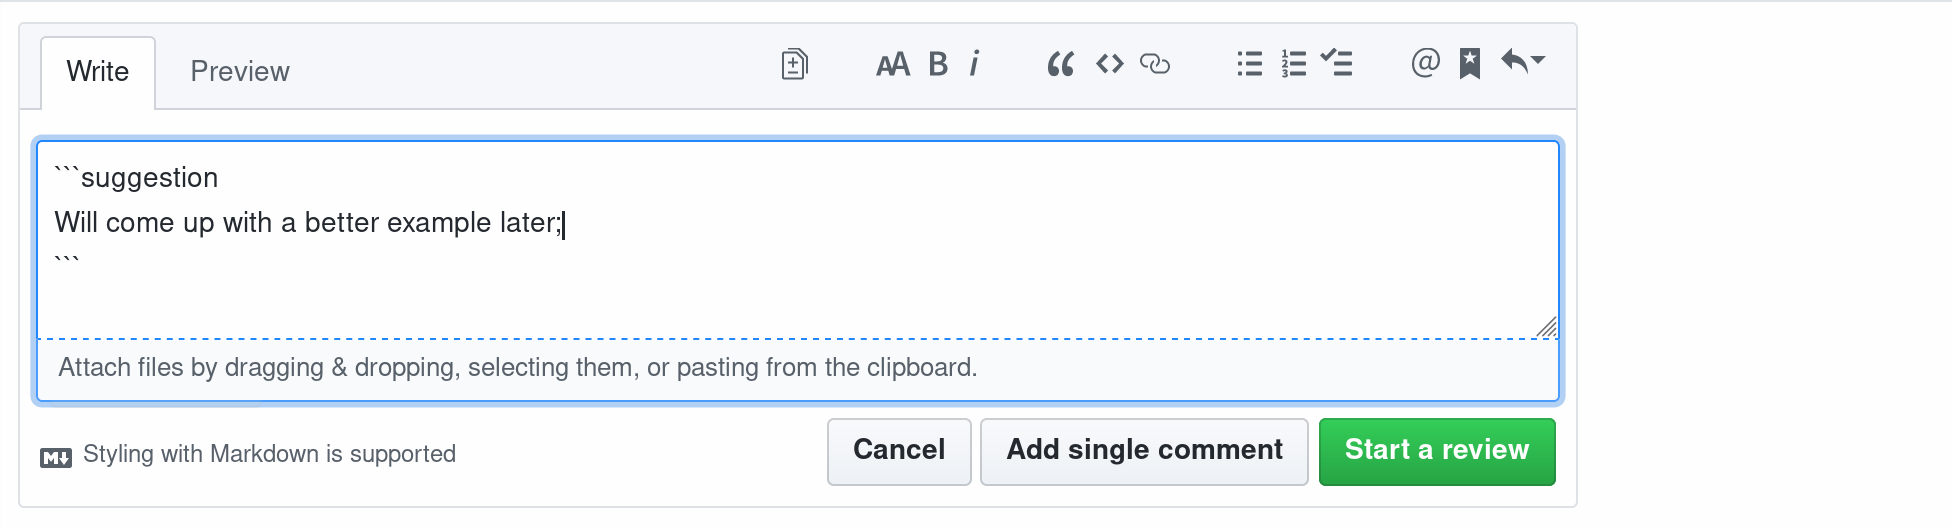 Write Preview AA B i @
```suggestion
Will come up with a better example later;
```
Attach files by dragging & dropping, selecting them, or pasting from the clipboard.
M Styling with Markdown is supported Cancel Add single comment Start a review